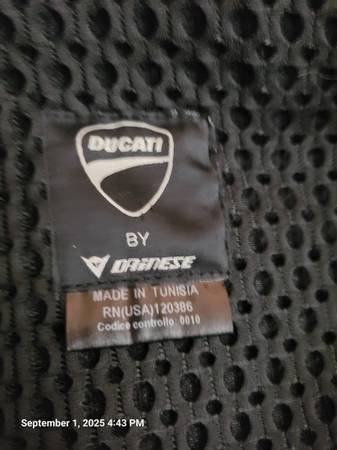 DUCATI
BY
DAINESE
MADE IN TUNISIA
RN(USA)120386
Codice controllo 0010
September 1, 2025 4:43 PM